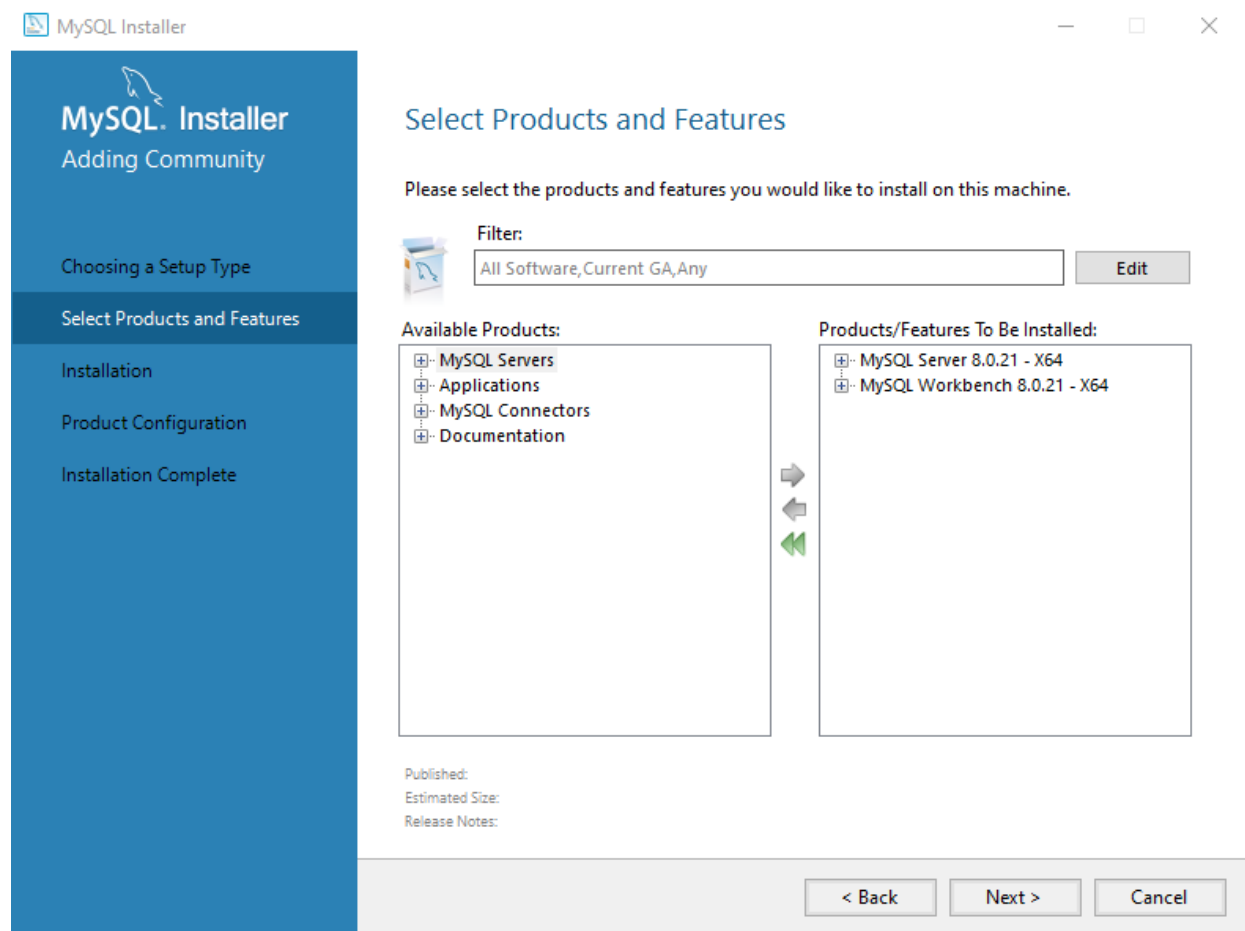 MySQL Installer
MySQL. Installer
Adding Community
Choosing a Setup Type
Select Products and Features
Installation
Product Configuration
Installation Complete
Select Products and Features
Please select the products and features you would like to install on this machine.
Filter:
All Software,Current GA,Any
Edit
Available Products:
MySQL Servers
Applications
MySQL Connectors
Documentation
Products/Features To Be Installed:
MySQL Server 8.0.21 - X64
MySQL Workbench 8.0.21 - X64
Published:
Estimated Size:
Release Notes:
< Back
Next >
Cancel